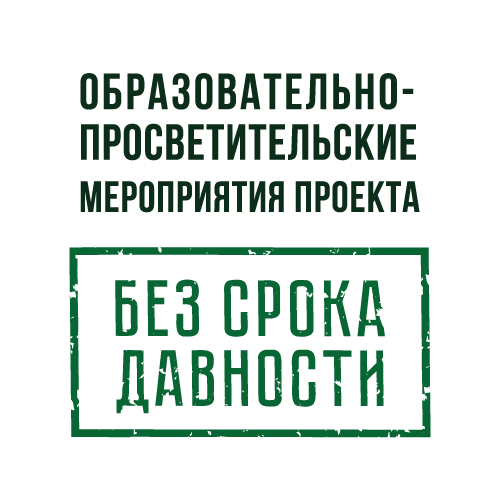 ОБРАЗОВАТЕЛЬНО-
ПРОСВЕТИТЕЛЬСКИЕ
МЕРОПРИЯТИЯ ПРОЕКТА
БЕЗ СРОКА
ДАВНОСТИ